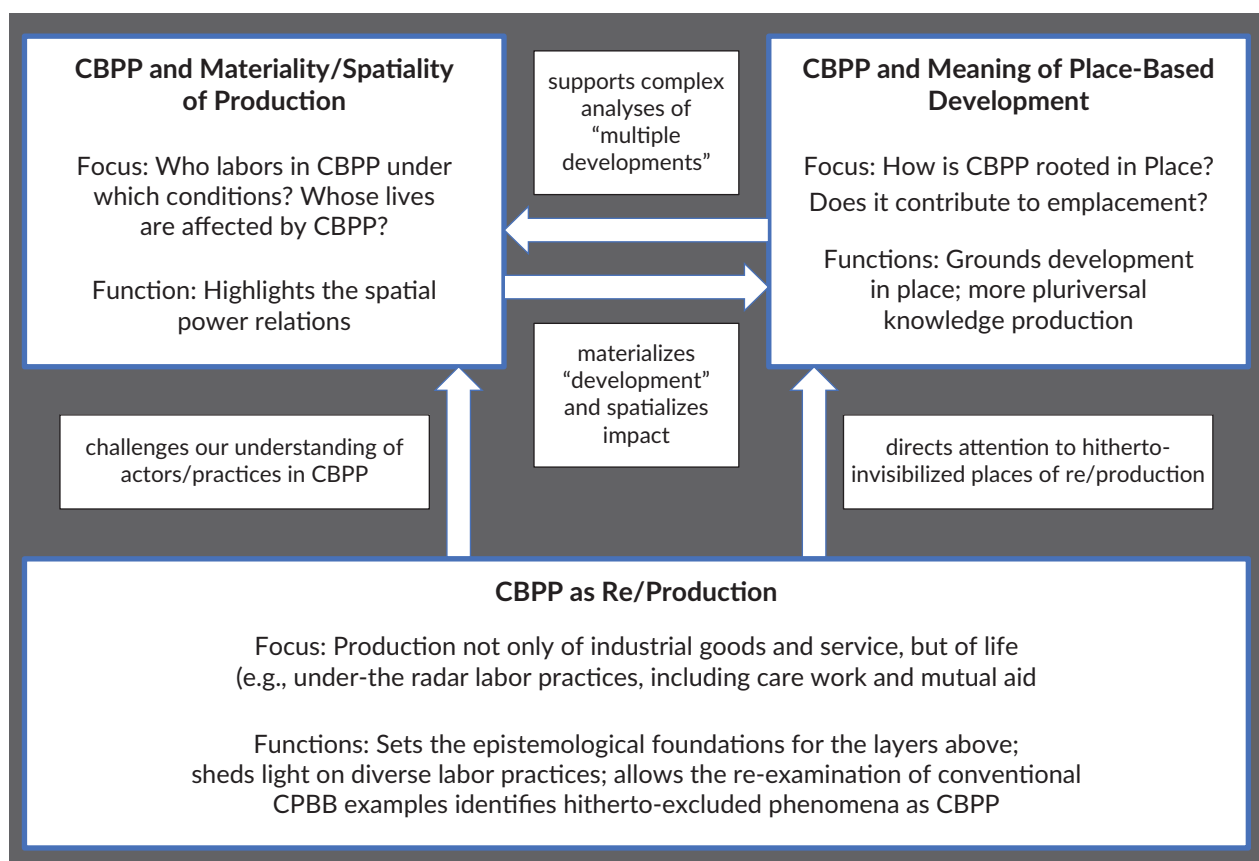 CBPP and Materiality/Spatiality
of Production
Focus: Who labors in CBPP under
which conditions? Whose lives
are affected by CBPP?
Function: Highlights the spatial
power relations
supports complex
analyses of
“multiple
developments”
materializes
“development”
and spatializes
impact
CBPP and Meaning of Place-Based
Development
Focus: How is CBPP rooted in Place?
Does it contribute to emplacement?
Functions: Grounds development
in place; more pluriversal
knowledge production
challenges our understanding of
actors/practices in CBPP
directs attention to hitherto-
invisibilized places of re/production
CBPP as Re/Production
Focus: Production not only of industrial goods and service, but of life
(e.g., under-the radar labor practices, including care work and mutual aid
Functions: Sets the epistemological foundations for the layers above;
sheds light on diverse labor practices; allows the re-examination of conventional
CPBB examples identifies hitherto-excluded phenomena as CBPP